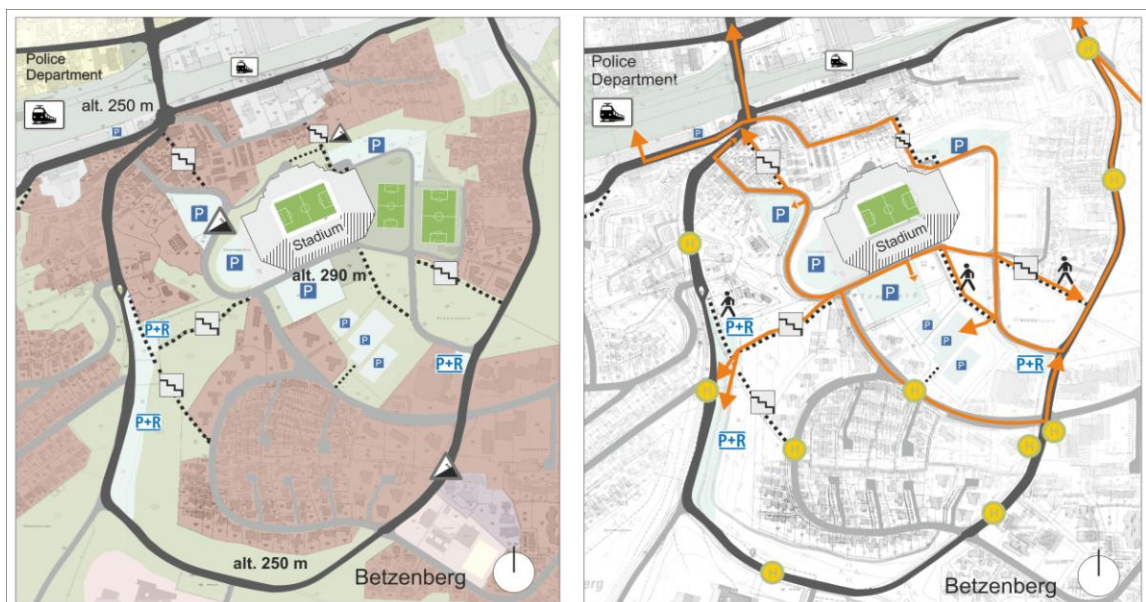 Police
Department
alt. 250 m
P
P
P
P
Stadium
alt. 290 m
P
P
P
P
P+R
P+R
P+R
alt. 250 m
Betzenberg
Police
Department
P
P
P
Stadium
P
P
P
P+R
P+R
P+R
H
H
H
H
H
H
H
H
H
H
Betzenberg